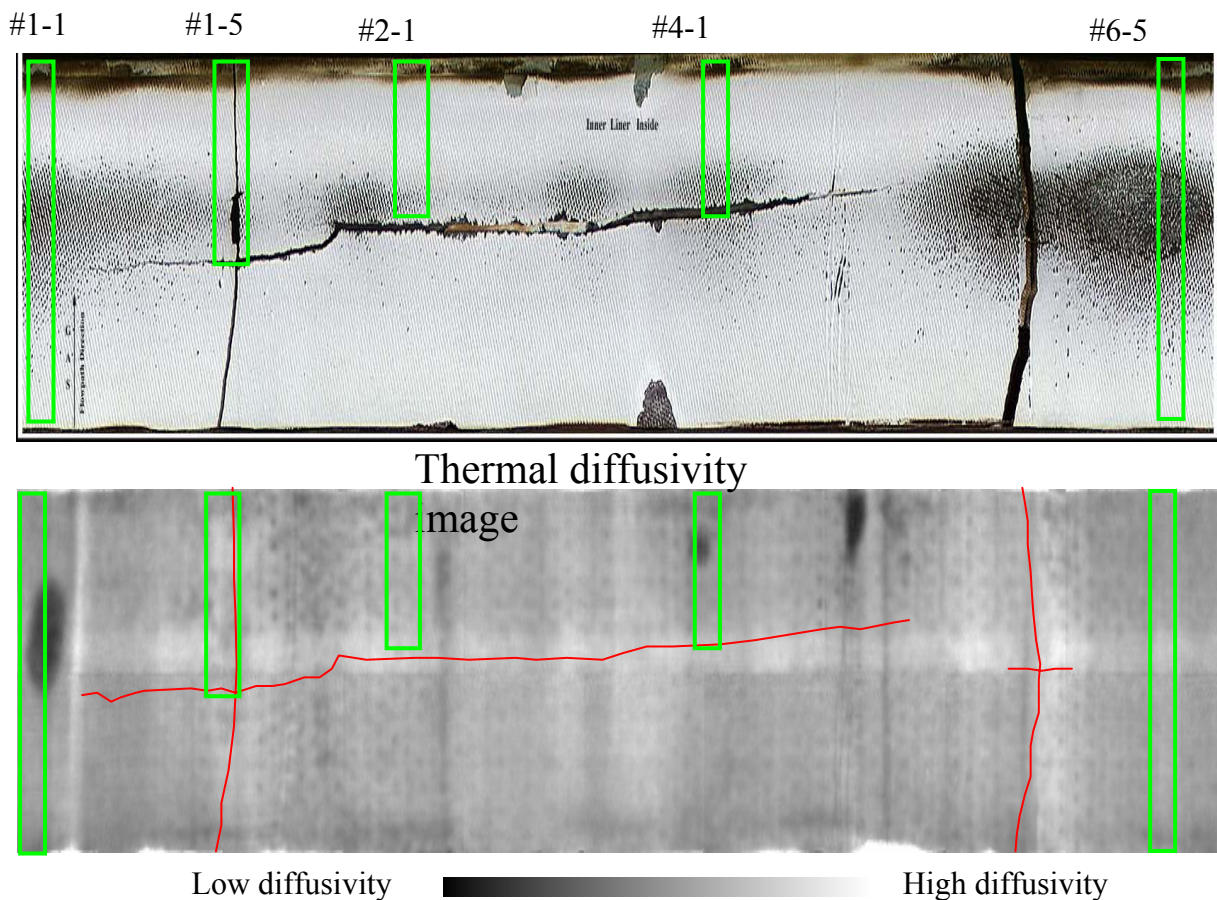 #1-1 #1-5 #2-1 #4-1 #6-5
Inner Liner Inside
G A S
Flowpath Direction
Thermal diffusivity
image
Low diffusivity High diffusivity